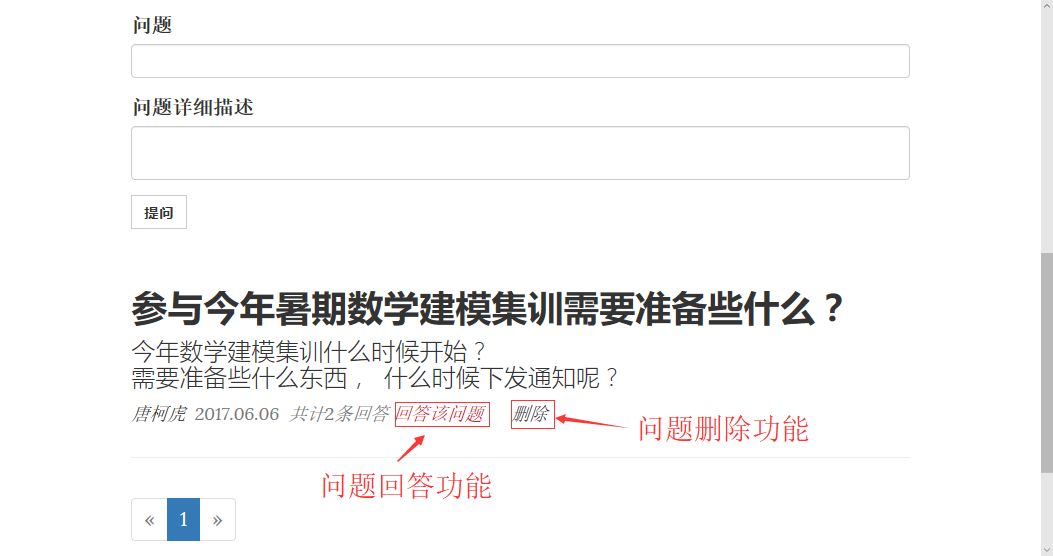 问题
问题详细描述
提问
参与今年暑期数学建模集训需要准备些什么？
今年数学建模集训什么时候开始？
需要准备些什么东西， 什么时候下发通知呢？
唐柯虎 2017.06.06 共计2条回答 回答该问题 删除
问题删除功能
问题回答功能
« 1 »